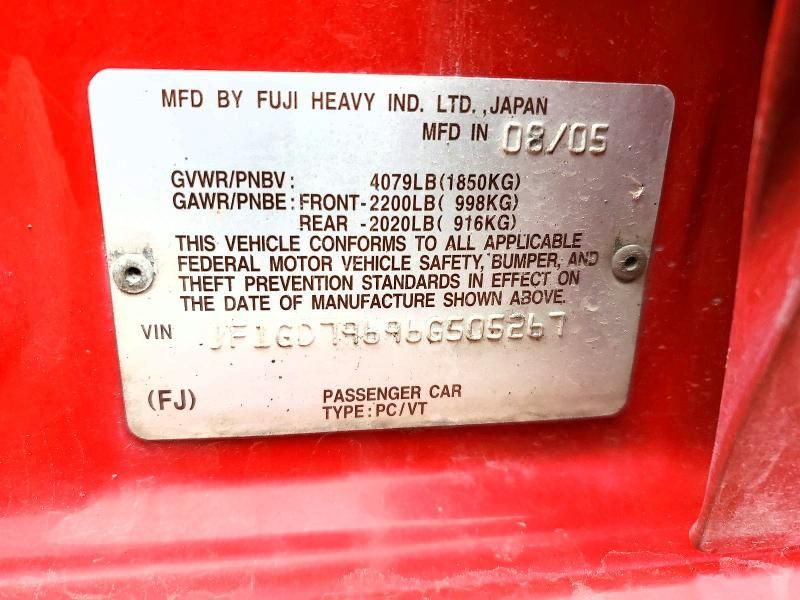 MFD BY FUJI HEAVY IND. LTD. ,JAPAN
MFD IN 08/05
GVWR/PNBV: 4079LB(1850KG)
GAWR/PNBE: FRONT-2200LB( 998KG)
REAR -2020LB( 916KG)
THIS VEHICLE CONFORMS TO ALL APPLICABLE
FEDERAL MOTOR VEHICLE SAFETY, BUMPER, AND
THEFT PREVENTION STANDARDS IN EFFECT ON
THE DATE OF MANUFACTURE SHOWN ABOVE.
VIN JF1GD79696G505267
(FJ) PASSENGER CAR
TYPE: PC/VT